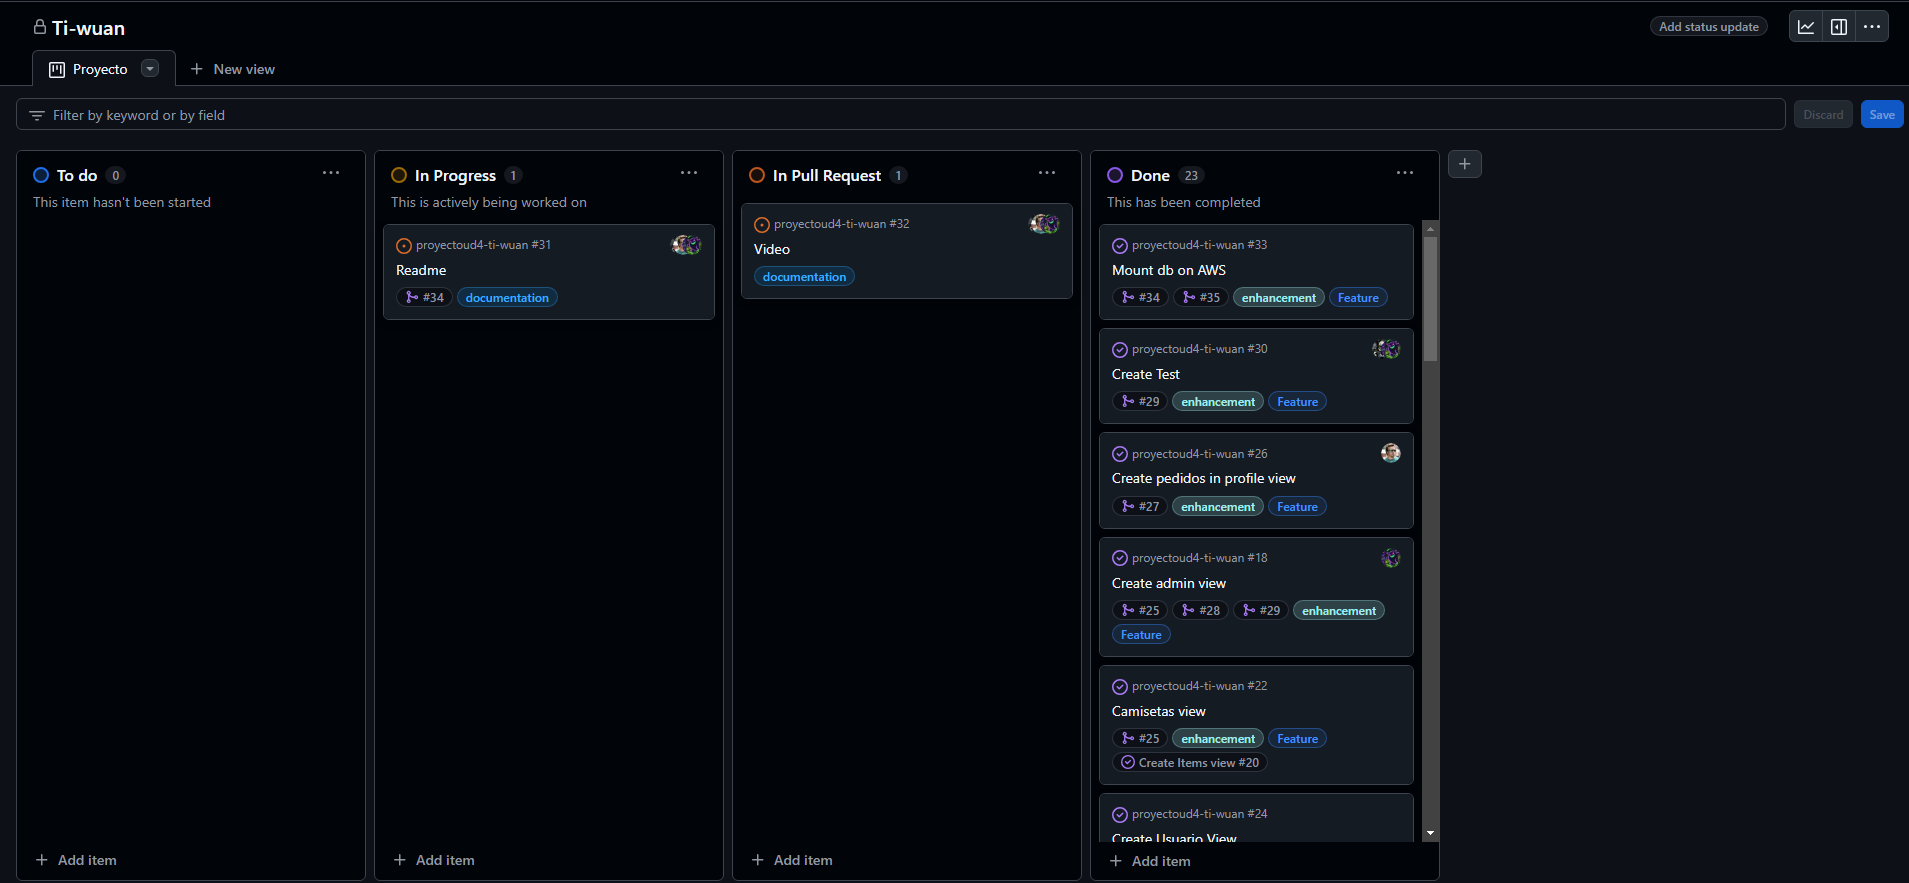 Ti-wuan
Add status update
Proyecto
New view
Filter by keyword or by field
Discard
Save
To do 0
This item hasn't been started
Add item
In Progress 1
This is actively being worked on
proyectoud4-ti-wuan #31
Readme
#34 documentation
Add item
In Pull Request 1
proyectoud4-ti-wuan #32
Video
documentation
Add item
Done 23
This has been completed
proyectoud4-ti-wuan #33
Mount db on AWS
#34 #35 enhancement Feature
proyectoud4-ti-wuan #30
Create Test
#29 enhancement Feature
proyectoud4-ti-wuan #26
Create pedidos in profile view
#27 enhancement Feature
proyectoud4-ti-wuan #18
Create admin view
#25 #28 #29 enhancement
Feature
proyectoud4-ti-wuan #22
Camisetas view
#25 enhancement Feature
Create Items view #20
proyectoud4-ti-wuan #24
Create Usuario View
Add item